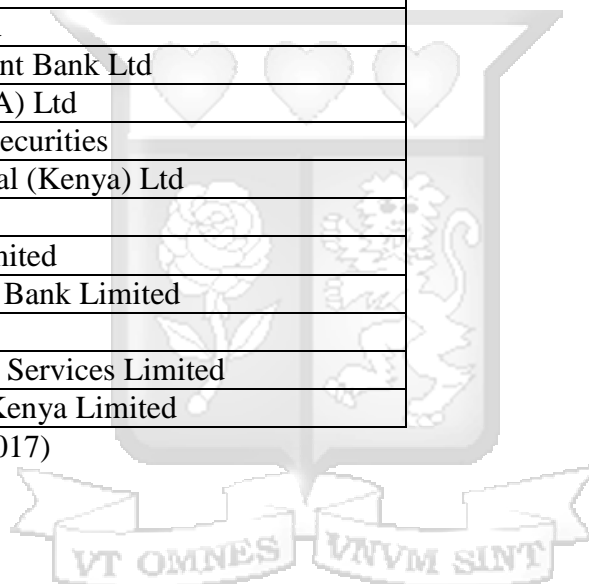 nt Bank Ltd
A) Ltd
ecurities
al (Kenya) Ltd
nited
Bank Limited
Services Limited
Kenya Limited
017)
VT OMNES VNVM SINT